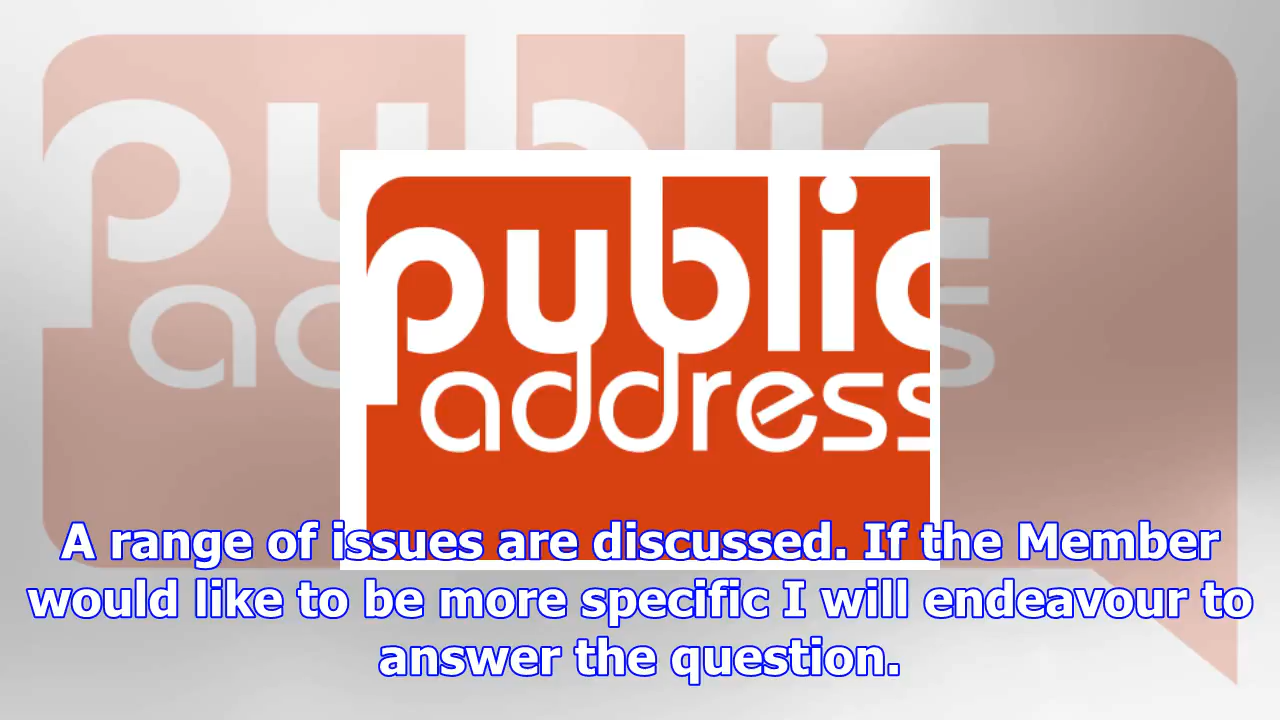 public
address
A range of issues are discussed. If the Member
would like to be more specific I will endeavour to
answer the question.